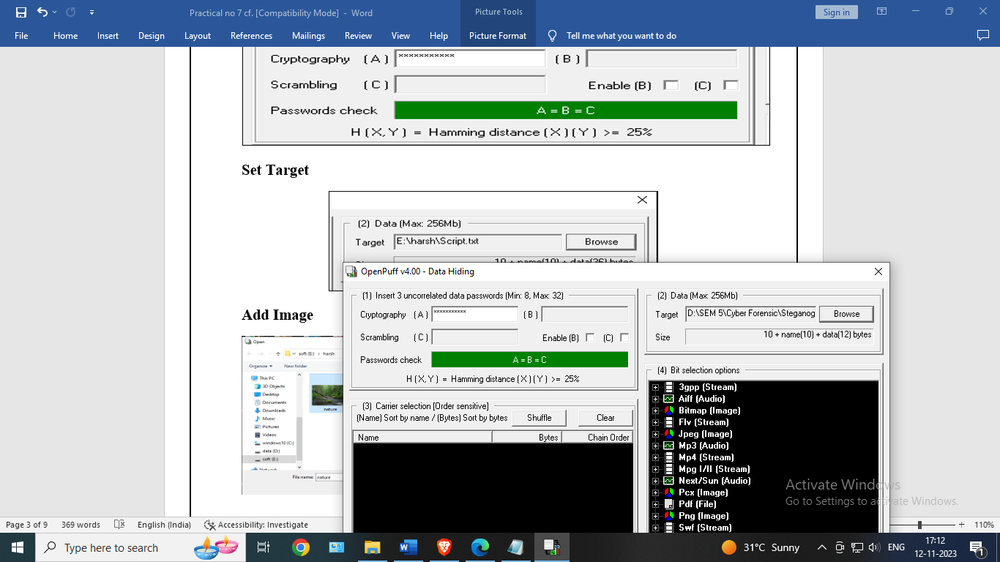 Practical no 7 cf. [Compatibility Mode] - Word
Picture Tools
Sign in
File Home Insert Design Layout References Mailings Review View Help Picture Format Tell me what you want to do
Cryptography (A) *********** (B)
Scrambling (C) Enable (B) (C)
Passwords check A = B = C
H (X, Y) = Hamming distance (X)(Y) >= 25%
Set Target
(2) Data (Max: 256Mb)
Target E:\harsh\Script.txt Browse
10 + name(10) + data(36) bytes
Add Image
Open
soft (E:) > harsh
Organize New folder
This PC
3D Objects
Desktop
Documents
Downloads
Music
Pictures
Videos
windows10 (C:)
data (D:)
soft (E:)
Network
nature
File name: nature
OpenPuff v4.00 - Data Hiding
(1) Insert 3 uncorrelated data passwords (Min: 8, Max: 32)
Cryptography (A) *********** (B)
Scrambling (C) Enable (B) (C)
Passwords check A = B = C
H (X, Y) = Hamming distance (X)(Y) >= 25%
(2) Data (Max: 256Mb)
Target D:\SEM 5\Cyber Forensic\Steganog Browse
Size 10 + name(10) + data(12) bytes
(3) Carrier selection [Order sensitive]
(Name) Sort by name / (Bytes) Sort by bytes Shuffle Clear
Name Bytes Chain Order
(4) Bit selection options
3gpp (Stream)
Aiff (Audio)
Bitmap (Image)
Flv (Stream)
Jpeg (Image)
Mp3 (Audio)
Mp4 (Stream)
Mpg I/II (Stream)
Next/Sun (Audio)
Pcx (Image)
Pdf (File)
Png (Image)
Swf (Stream)
Activate Windows
Go to Settings to activate Windows.
Page 3 of 9 369 words English (India) Accessibility: Investigate 110%
Type here to search
31°C Sunny ENG 17:12
12-11-2023
1